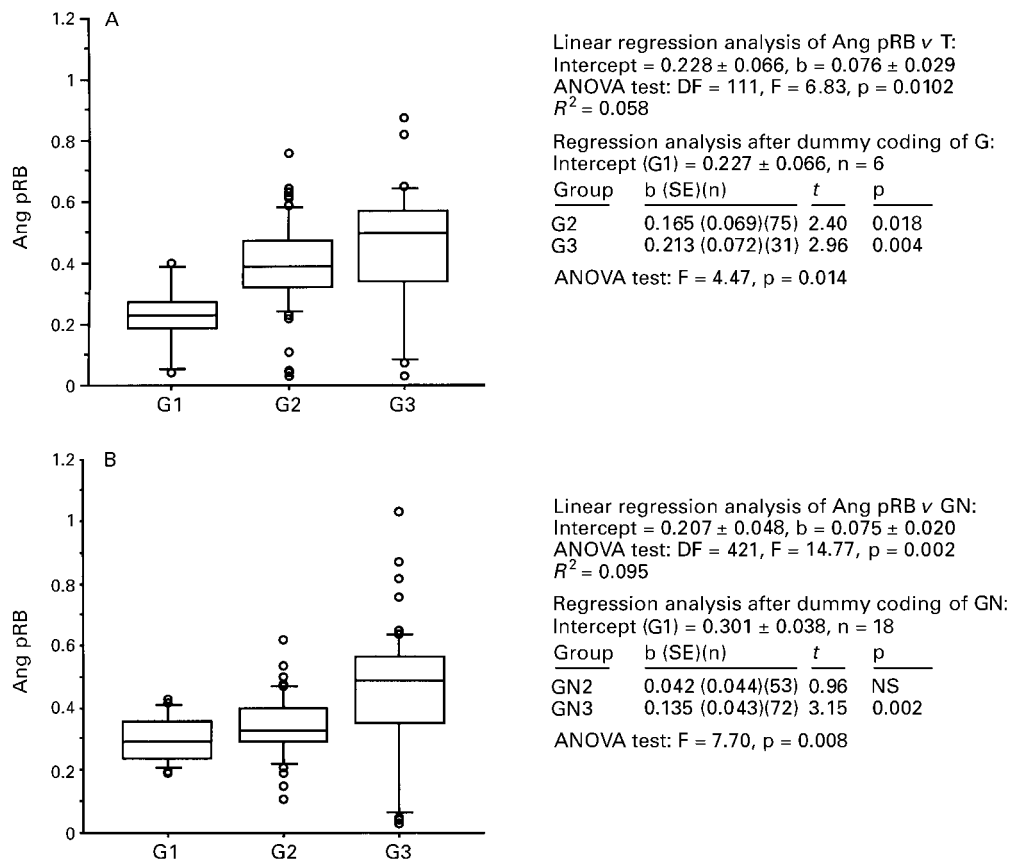 A
1.2
1
0.8
0.6
0.4
0.2
0
Ang pRB
G1 G2 G3
Linear regression analysis of Ang pRB v T:
Intercept = 0.228 ± 0.066, b = 0.076 ± 0.029
ANOVA test: DF = 111, F = 6.83, p = 0.0102
R² = 0.058
Regression analysis after dummy coding of G:
Intercept (G1) = 0.227 ± 0.066, n = 6
Group b (SE)(n) t p
G2 0.165 (0.069)(75) 2.40 0.018
G3 0.213 (0.072)(31) 2.96 0.004
ANOVA test: F = 4.47, p = 0.014
B
1.2
1
0.8
0.6
0.4
0.2
0
Ang pRB
G1 G2 G3
Linear regression analysis of Ang pRB v GN:
Intercept = 0.207 ± 0.048, b = 0.075 ± 0.020
ANOVA test: DF = 421, F = 14.77, p = 0.002
R² = 0.095
Regression analysis after dummy coding of GN:
Intercept (G1) = 0.301 ± 0.038, n = 18
Group b (SE)(n) t p
GN2 0.042 (0.044)(53) 0.96 NS
GN3 0.135 (0.043)(72) 3.15 0.002
ANOVA test: F = 7.70, p = 0.008